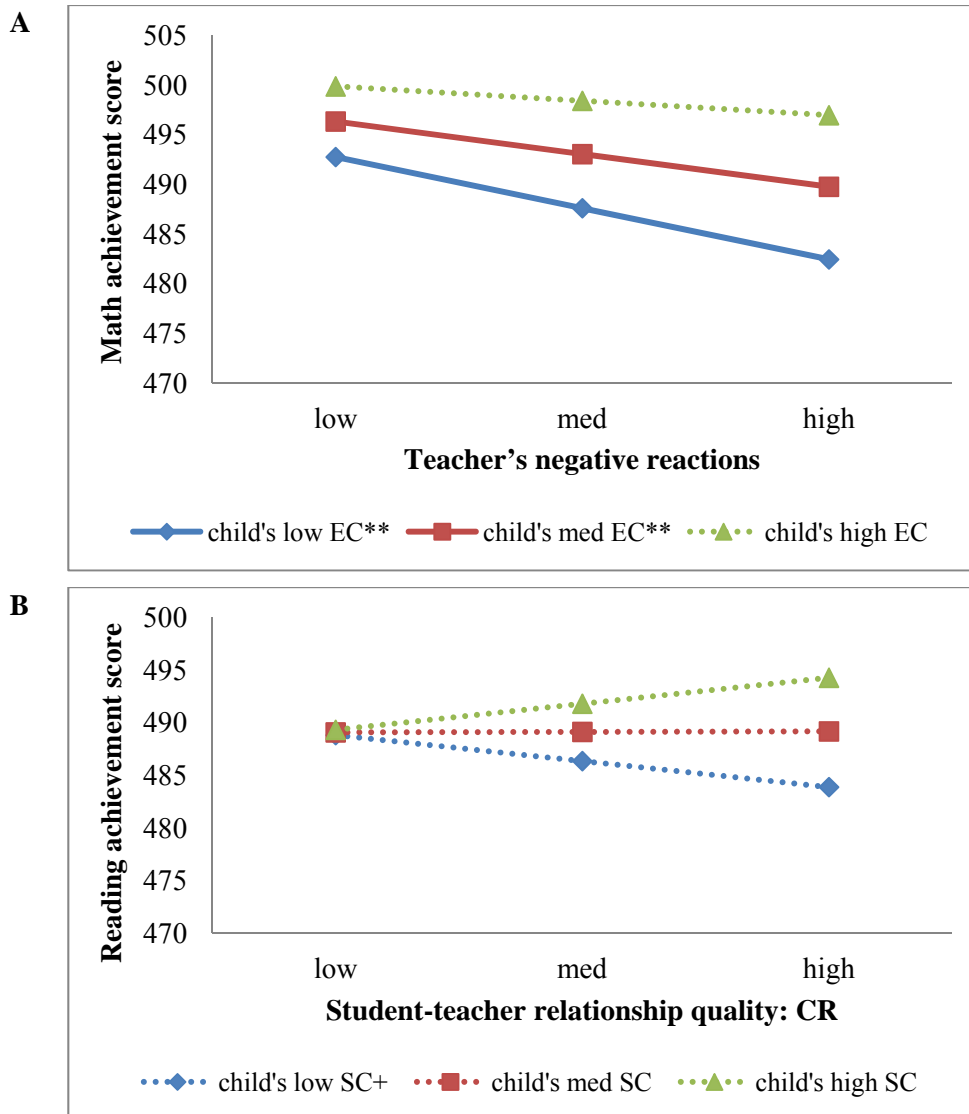 A
Math achievement score
505
500
495
490
485
480
475
470
low med high
Teacher’s negative reactions
child's low EC** child's med EC** child's high EC
B
Reading achievement score
500
495
490
485
480
475
470
low med high
Student-teacher relationship quality: CR
child's low SC+ child's med SC child's high SC